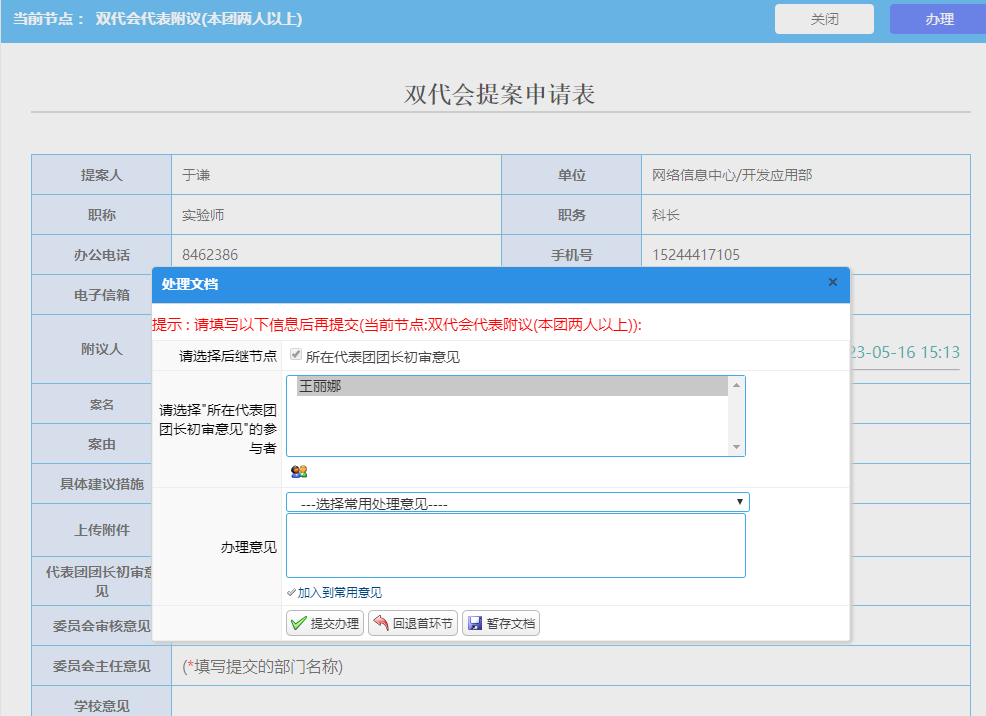 当前节点： 双代会代表附议(本团两人以上)
关闭
办理
双代会提案申请表
提案人 于谦 单位 网络信息中心/开发应用部
职称 实验师 职务 科长
办公电话 8462386 手机号 15244417105
电子信箱
处理文档
×
提示 : 请填写以下信息后再提交(当前节点:双代会代表附议(本团两人以上)):
附议人
23-05-16 15:13
请选择后继节点 所在代表团团长初审意见
王丽娜
请选择"所在代表团
团长初审意见"的参
与者
案名
案由
具体建议措施
---选择常用处理意见----
上传附件
办理意见
代表团团长初审意
见
加入到常用意见
委员会审核意见
提交办理 回退首环节 暂存文档
委员会主任意见 (*填写提交的部门名称)
学校意见